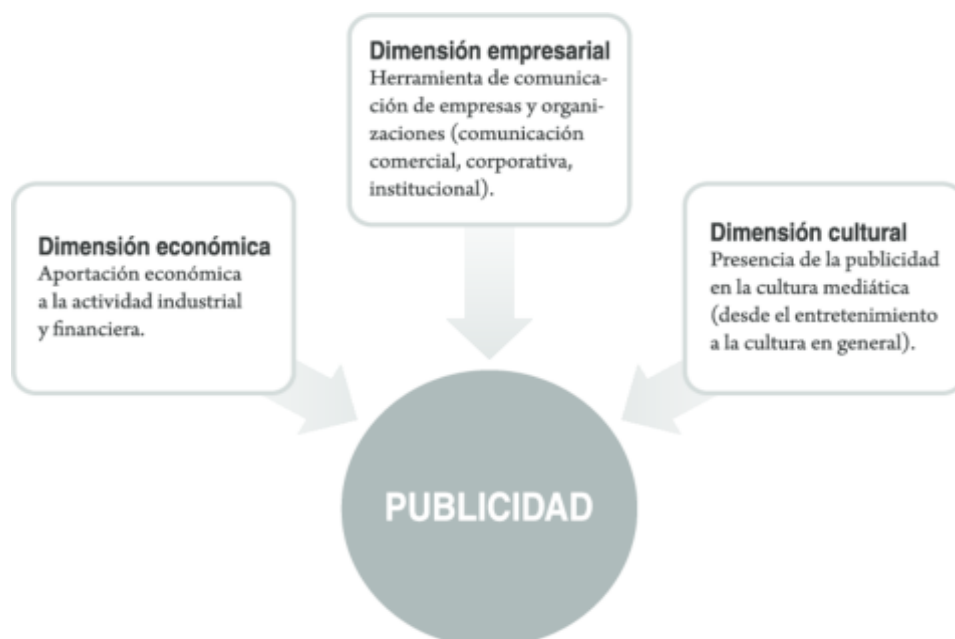 Dimensión empresarial
Herramienta de comunica-
ción de empresas y organi-
zaciones (comunicación
comercial, corporativa,
institucional).
Dimensión económica
Aportación económica
a la actividad industrial
y financiera.
Dimensión cultural
Presencia de la publicidad
en la cultura mediática
(desde el entretenimiento
a la cultura en general).
PUBLICIDAD